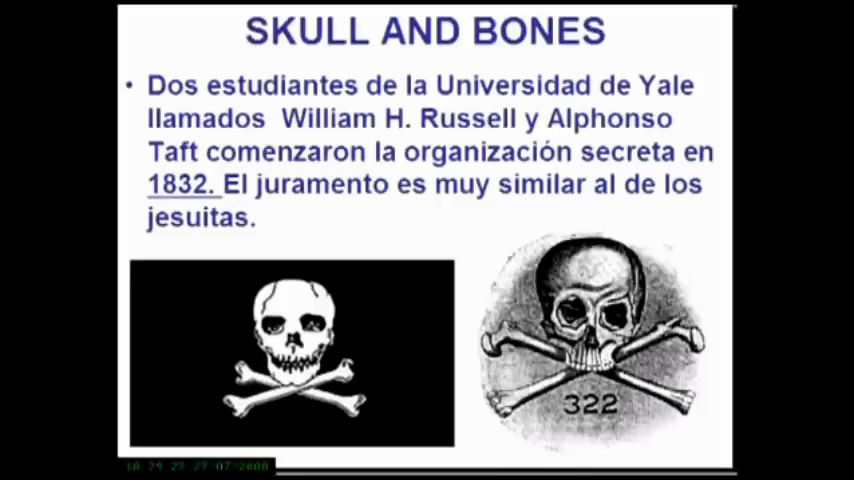 SKULL AND BONES
• Dos estudiantes de la Universidad de Yale
llamados William H. Russell y Alphonso
Taft comenzaron la organización secreta en
1832. El juramento es muy similar al de los
jesuitas.
322